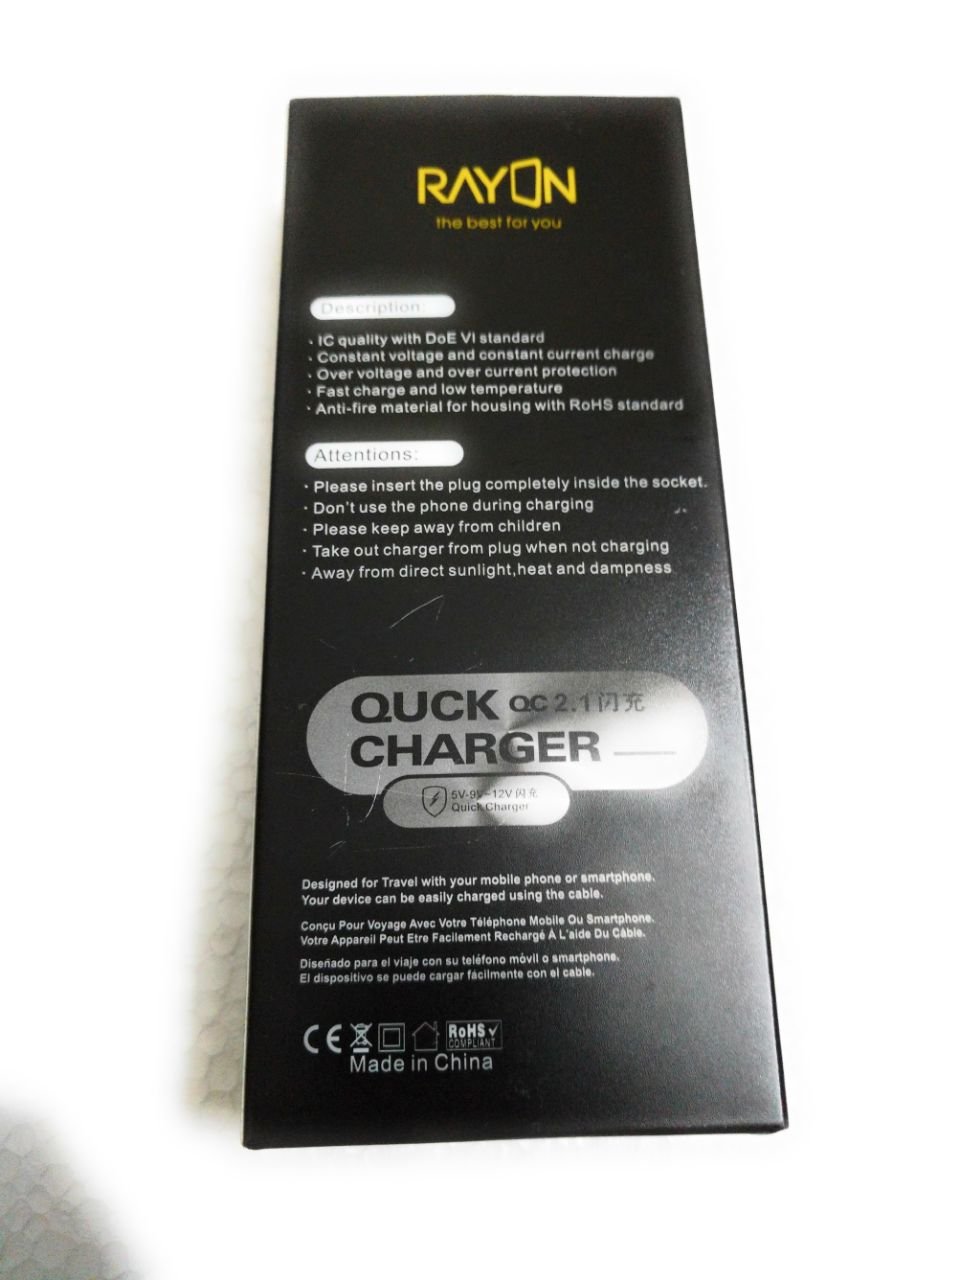 RAYON
the best for you
Description:
· IC quality with DoE VI standard
· Constant voltage and constant current charge
· Over voltage and over current protection
· Fast charge and low temperature
· Anti-fire material for housing with RoHS standard
Attentions:
· Please insert the plug completely inside the socket.
· Don't use the phone during charging
· Please keep away from children
· Take out charger from plug when not charging
· Away from direct sunlight,heat and dampness
QUCK QC 2.1闪充
CHARGER
5V-9V-12V 闪充
Quick Charger
Designed for Travel with your mobile phone or smartphone.
Your device can be easily charged using the cable.
Conçu Pour Voyage Avec Votre Téléphone Mobile Ou Smartphone.
Votre Appareil Peut Etre Facilement Rechargé À L'aide Du Câble.
Diseñado para el viaje con su teléfono móvil o smartphone.
El dispositivo se puede cargar fácilmente con el cable.
CE RoHS
COMPLIANT
Made in China